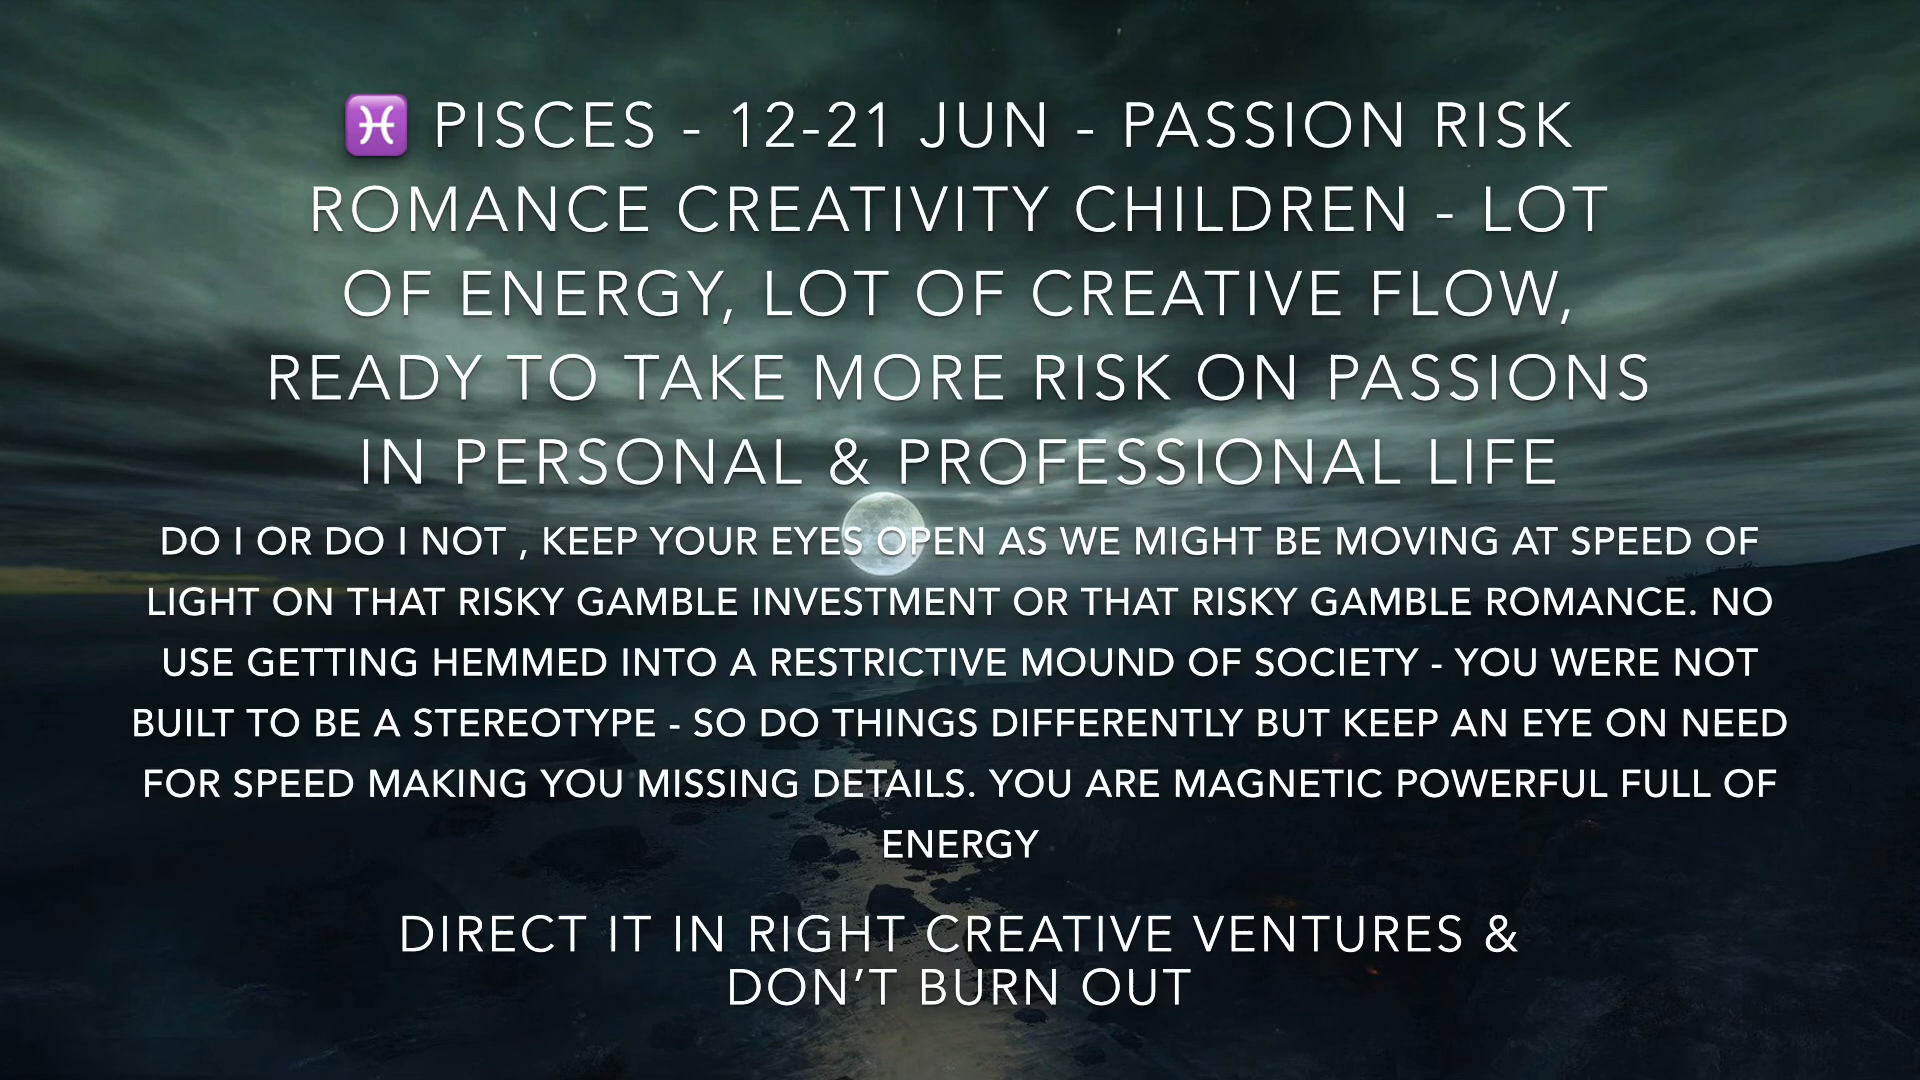 ♓ PISCES - 12-21 JUN - PASSION RISK
ROMANCE CREATIVITY CHILDREN - LOT
OF ENERGY, LOT OF CREATIVE FLOW,
READY TO TAKE MORE RISK ON PASSIONS
IN PERSONAL & PROFESSIONAL LIFE
DO I OR DO I NOT , KEEP YOUR EYES OPEN AS WE MIGHT BE MOVING AT SPEED OF
LIGHT ON THAT RISKY GAMBLE INVESTMENT OR THAT RISKY GAMBLE ROMANCE. NO
USE GETTING HEMMED INTO A RESTRICTIVE MOUND OF SOCIETY - YOU WERE NOT
BUILT TO BE A STEREOTYPE - SO DO THINGS DIFFERENTLY BUT KEEP AN EYE ON NEED
FOR SPEED MAKING YOU MISSING DETAILS. YOU ARE MAGNETIC POWERFUL FULL OF
ENERGY
DIRECT IT IN RIGHT CREATIVE VENTURES &
DON’T BURN OUT